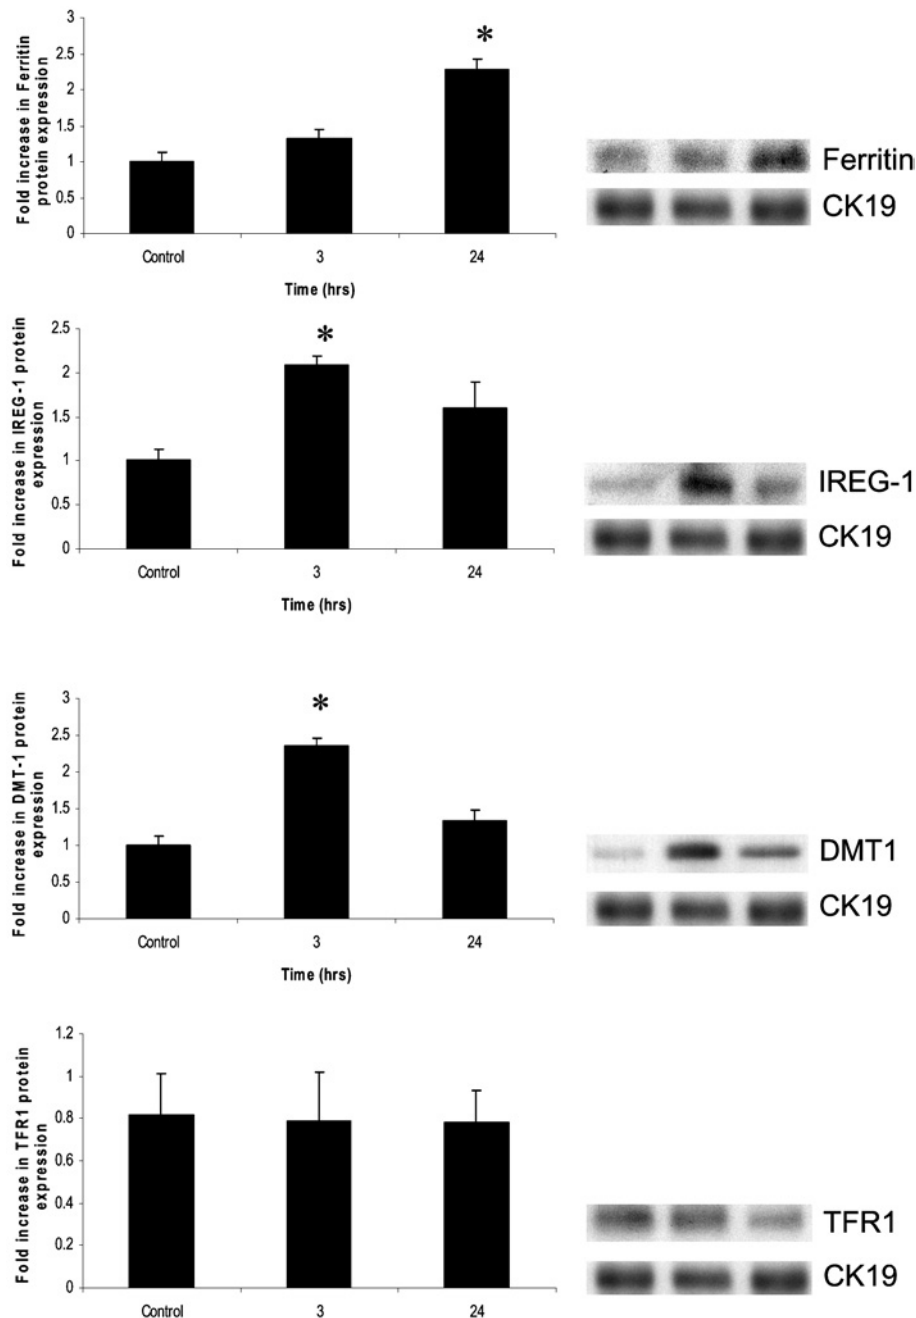 Fold increase in Ferritin
protein expression
3
2.5
2
1.5
1
0.5
0
*
Control
3
24
Time (hrs)
Ferritin
CK19
Fold increase in IREG-1 protein
expression
2.5
2
1.5
1
0.5
0
*
Control
3
24
Time (hrs)
IREG-1
CK19
Fold increase in DMT-1 protein
expression
3
2.5
2
1.5
1
0.5
0
*
Control
3
24
Time (hrs)
DMT1
CK19
Fold increase in TFR1 protein
expression
1.2
1
0.8
0.6
0.4
0.2
0
Control
3
24
TFR1
CK19